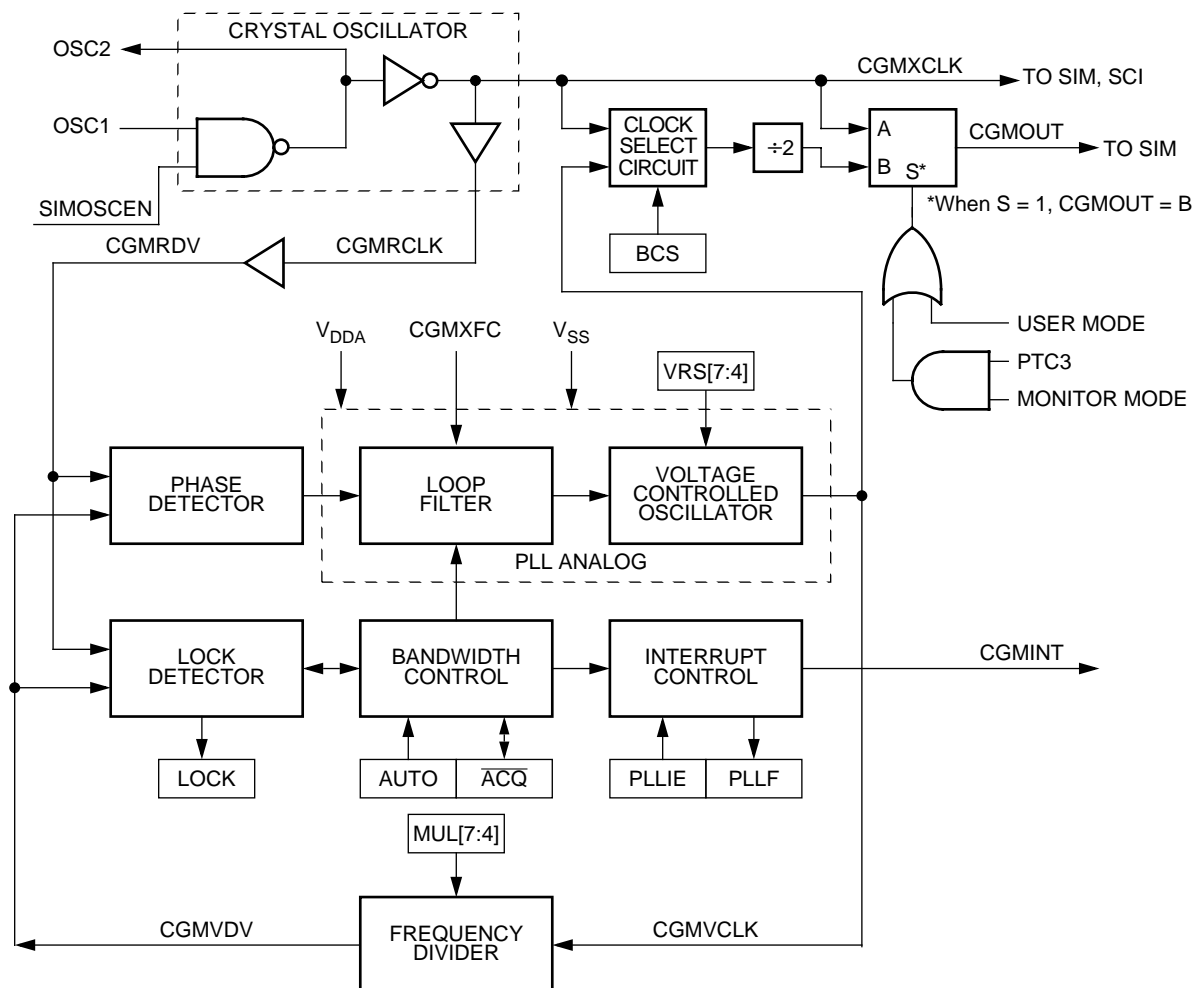 CRYSTAL OSCILLATOR
OSC2
CGMXCLK
TO SIM, SCI
OSC1
CLOCK
SELECT
CIRCUIT
÷2
A
B
S*
CGMOUT
TO SIM
*When S = 1, CGMOUT = B
SIMOSCEN
CGMRDV
CGMRCLK
BCS
USER MODE
PTC3
MONITOR MODE
VDDA
CGMXFC
VSS
VRS[7:4]
PHASE
DETECTOR
LOOP
FILTER
VOLTAGE
CONTROLLED
OSCILLATOR
PLL ANALOG
LOCK
DETECTOR
BANDWIDTH
CONTROL
INTERRUPT
CONTROL
CGMINT
LOCK
AUTO
A̅C̅Q̅
PLLIE
PLLF
MUL[7:4]
CGMVDV
FREQUENCY
DIVIDER
CGMVCLK